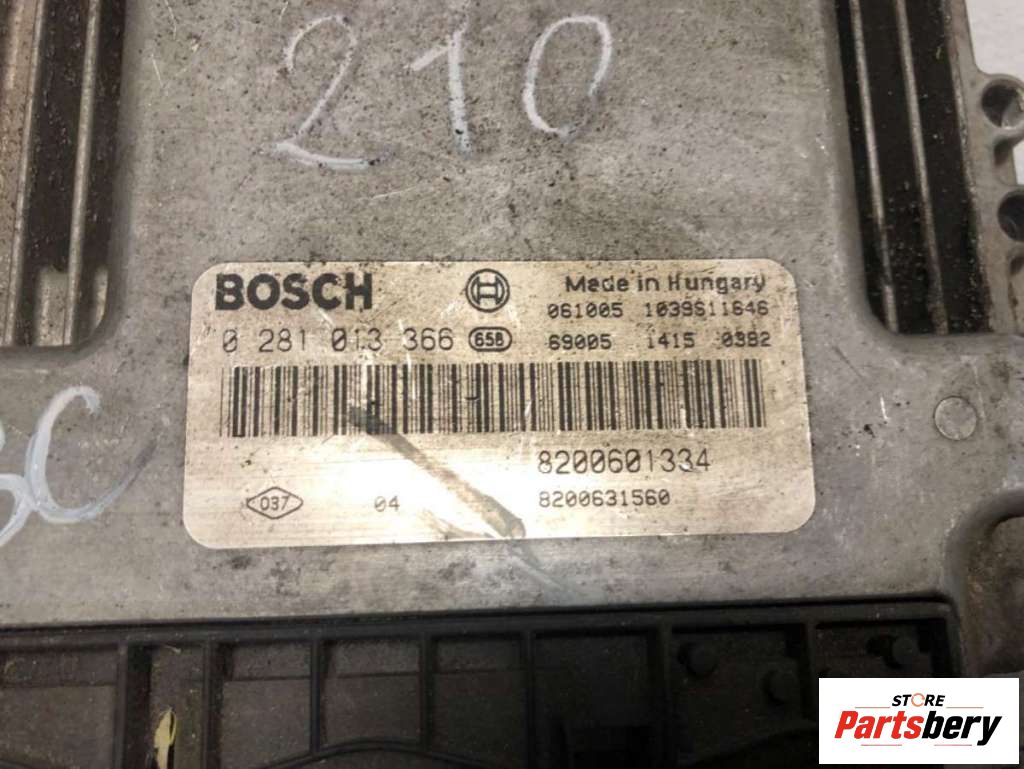 210
BOSCH
Made in Hungary
061005 1039S11646
0 281 013 366 658
69005 1415 0382
8200601334
037 04
8200631560
STORE
Partsbery